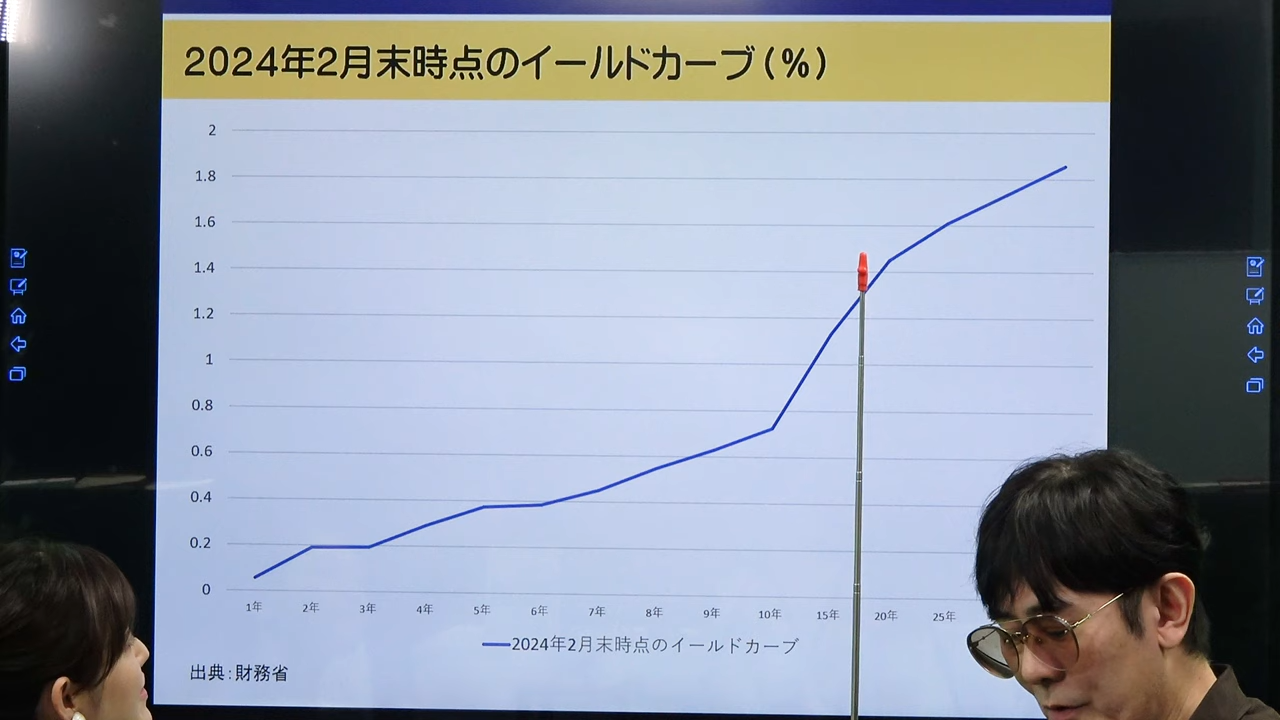 2024年2月末時点のイールドカーブ(%)
2
1.8
1.6
1.4
1.2
1
0.8
0.6
0.4
0.2
0
1年 2年 3年 4年 5年 6年 7年 8年 9年 10年 15年 20年 25年
2024年2月末時点のイールドカーブ
出典:財務省